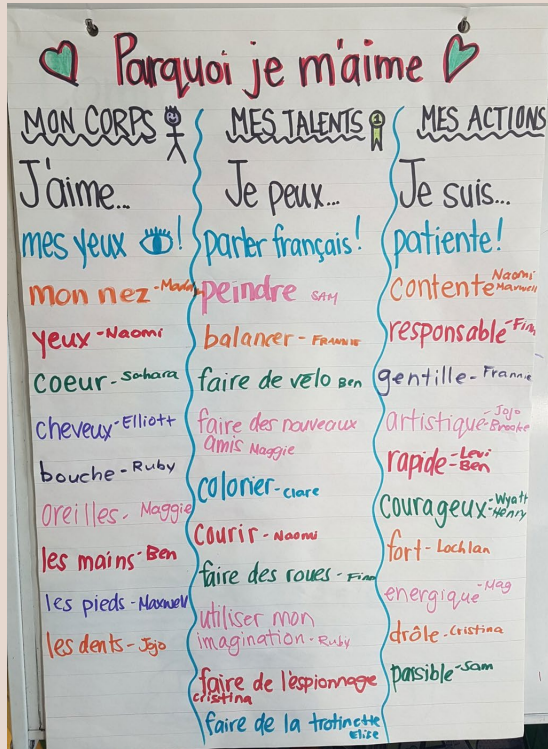 Parquoi je m'aime
MON CORPS
J'aime...
mes yeux !
mon nez -
yeux - Naomi
coeur - Sahara
cheveux - Elliott
bouche - Ruby
oreilles - Maggie
les mains - Ben
les pieds - Maxwell
les dents - Jojo
MES TALENTS
1
Je peux...
parler français!
peindre SAM
balancer - FRANNIE
faire de vélo Ben
faire des nouveaux
amis Maggie
colorier - Clare
courir - Naomi
faire des roues - Finn
utiliser mon
imagination - Ruby
faire de l'espionnage
Cristina
faire de la trotinette
Elise
MES ACTIONS
Je suis...
patiente!
contente Naomi
Maxwell
responsable - Finn
gentille - Frannie
artistique - Jojo
Brooke
rapide - Levi
- Ben
courageux - Wyatt
- Henry
fort - Lochlan
energique - Mag
drôle - Cristina
paisible - Sam